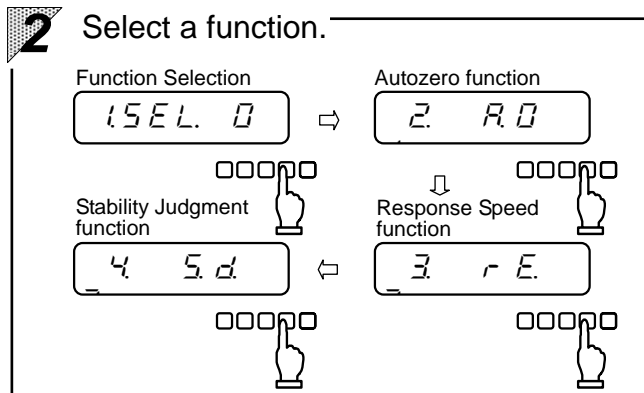 2 Select a function.
Function Selection
1.SEL. 0
Autozero function
2. A.0
Response Speed
function
3. r E.
Stability Judgment
function
4. S.d.